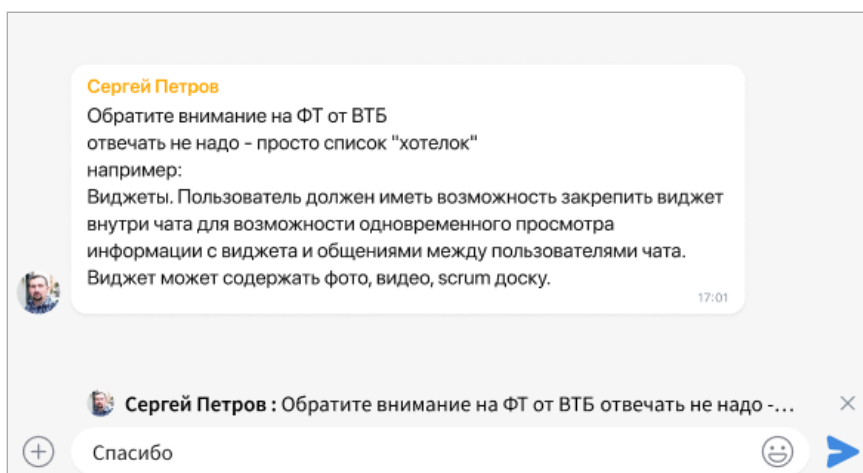 Сергей Петров
Обратите внимание на ФТ от ВТБ
отвечать не надо - просто список "хотелок"
например:
Виджеты. Пользователь должен иметь возможность закрепить виджет
внутри чата для возможности одновременного просмотра
информации с виджета и общениями между пользователями чата.
Виджет может содержать фото, видео, scrum доску.
17:01
Сергей Петров : Обратите внимание на ФТ от ВТБ отвечать не надо -...
Спасибо